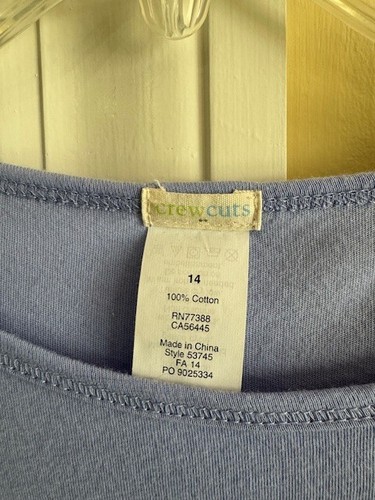 crewcuts
14
100% Cotton
RN77388
CA56445
Made in China
Style 53745
FA 14
PO 9025334